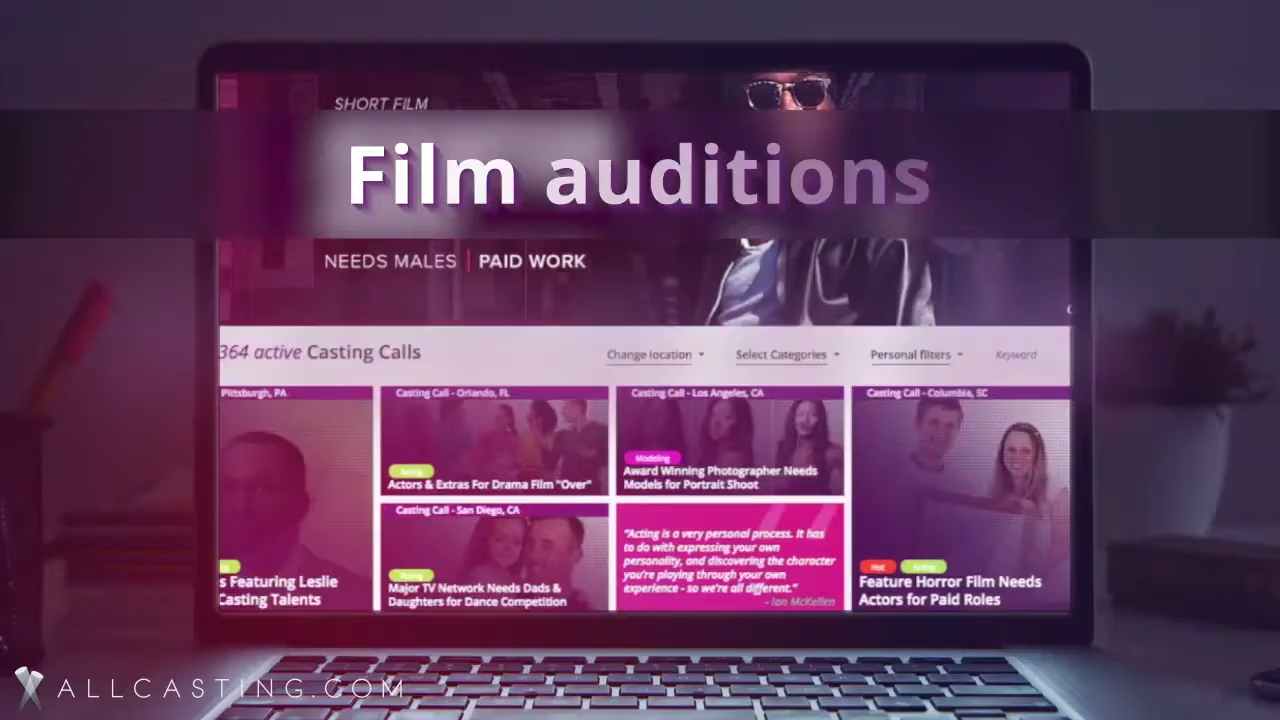 SHORT FILM
Film auditions
NEEDS MALES | PAID WORK
364 active Casting Calls
Change location
Select Categories
Personal filters
Keyword
Pittsburgh, PA
s Featuring Leslie
Casting Talents
Casting Call - Orlando, FL
Acting
Actors & Extras For Drama Film "Over"
Casting Call - San Diego, CA
Acting
Major TV Network Needs Dads &
Daughters for Dance Competition
Casting Call - Los Angeles, CA
Modeling
Award Winning Photographer Needs
Models for Portrait Shoot
"Acting is a very personal process. It has
to do with expressing your own
personality, and discovering the character
you're playing through your own
experience - so we're all different."
- Ian McKellen
Casting Call - Columbia, SC
Hot
Acting
Feature Horror Film Needs
Actors for Paid Roles
ALLCASTING.COM